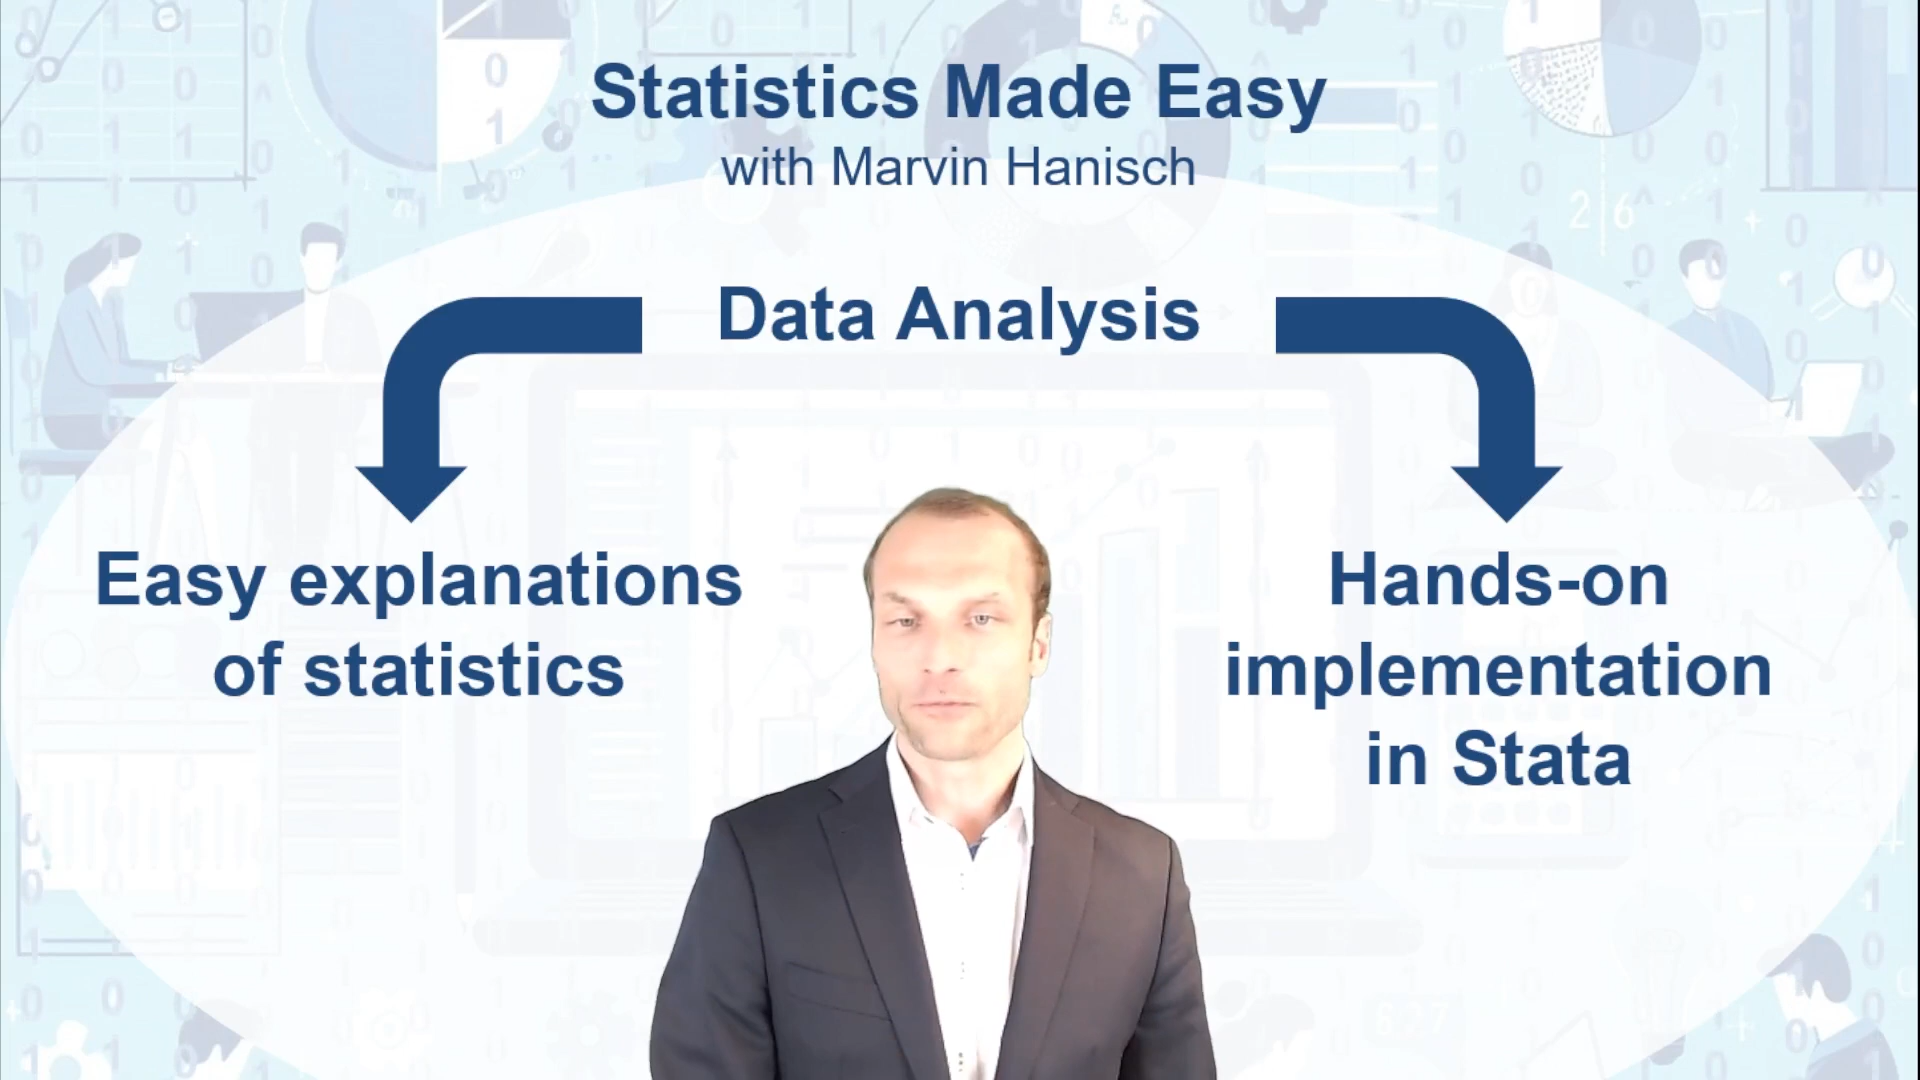 Statistics Made Easy
with Marvin Hanisch
Data Analysis
Easy explanations
of statistics
Hands-on
implementation
in Stata